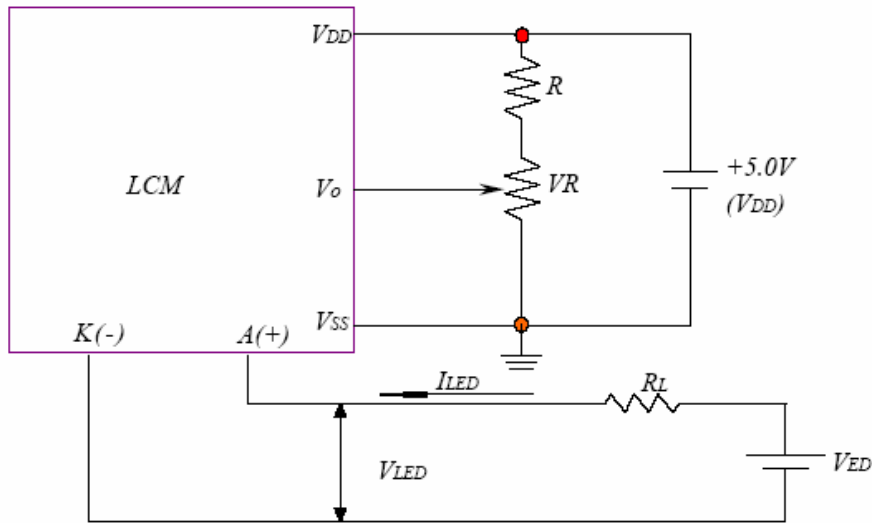 VDD
R
+5.0V
LCM
Vo
VR
(VDD)
VSS
K(-)
A(+)
ILED
RL
VLED
VED